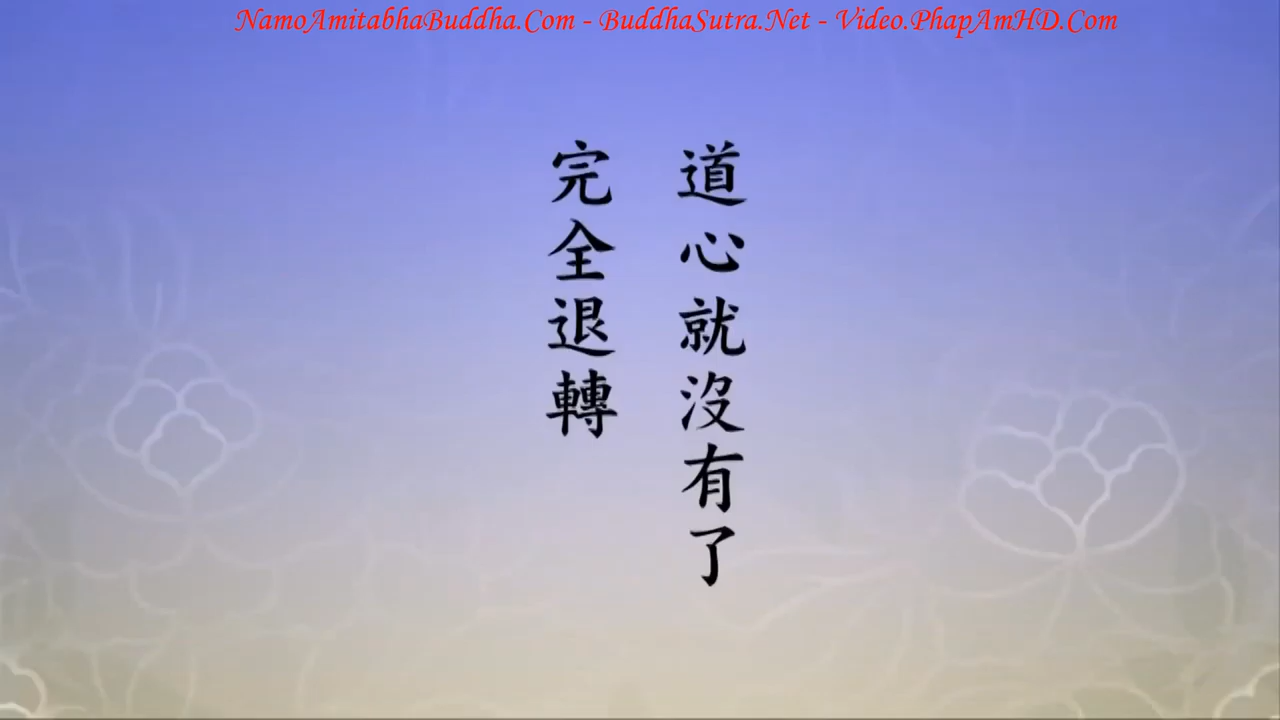 NamoAmitabhaBuddha.Com - BuddhaSutra.Net - Video.PhapAmHD.Com
道心就沒有了
完全退轉